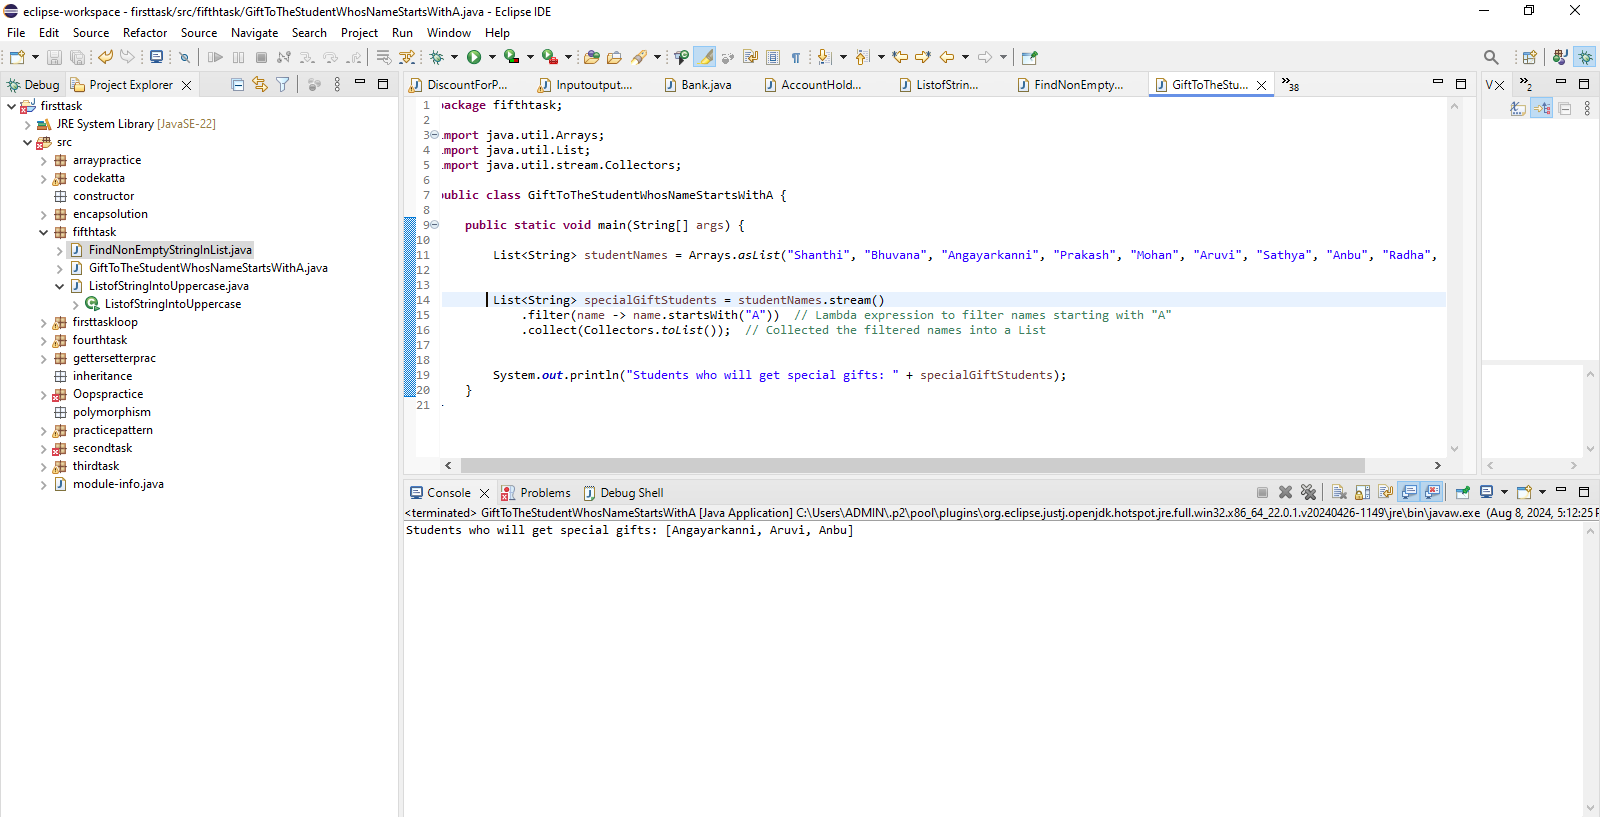 eclipse-workspace - firsttask/src/fifthtask/GiftToTheStudentWhosNameStartsWithA.java - Eclipse IDE
File Edit Source Refactor Source Navigate Search Project Run Window Help
Debug Project Explorer
firsttask
JRE System Library [JavaSE-22]
src
arraypractice
codekatta
constructor
encapsolution
fifthtask
FindNonEmptyStringInList.java
GiftToTheStudentWhosNameStartsWithA.java
ListofStringIntoUppercase.java
ListofStringIntoUppercase
firsttaskloop
fourthtask
gettersetterprac
inheritance
Oopspractice
polymorphism
practicepattern
secondtask
thirdtask
module-info.java
DiscountForP... Inputoutput.... Bank.java AccountHold... ListofStrin... FindNonEmpty... GiftToTheStu... »38
1 package fifthtask;
2
3 import java.util.Arrays;
4 import java.util.List;
5 import java.util.stream.Collectors;
6
7 public class GiftToTheStudentWhosNameStartsWithA {
8
9 public static void main(String[] args) {
10
11 List<String> studentNames = Arrays.asList("Shanthi", "Bhuvana", "Angayarkanni", "Prakash", "Mohan", "Aruvi", "Sathya", "Anbu", "Radha",
12
13
14 List<String> specialGiftStudents = studentNames.stream()
15 .filter(name -> name.startsWith("A")) // Lambda expression to filter names starting with "A"
16 .collect(Collectors.toList()); // Collected the filtered names into a List
17
18
19 System.out.println("Students who will get special gifts: " + specialGiftStudents);
20 }
21
V »2
Console Problems Debug Shell
<terminated> GiftToTheStudentWhosNameStartsWithA [Java Application] C:\Users\ADMIN\.p2\pool\plugins\org.eclipse.justj.openjdk.hotspot.jre.full.win32.x86_64_22.0.1.v20240426-1149\jre\bin\javaw.exe (Aug 8, 2024, 5:12:25 P
Students who will get special gifts: [Angayarkanni, Aruvi, Anbu]